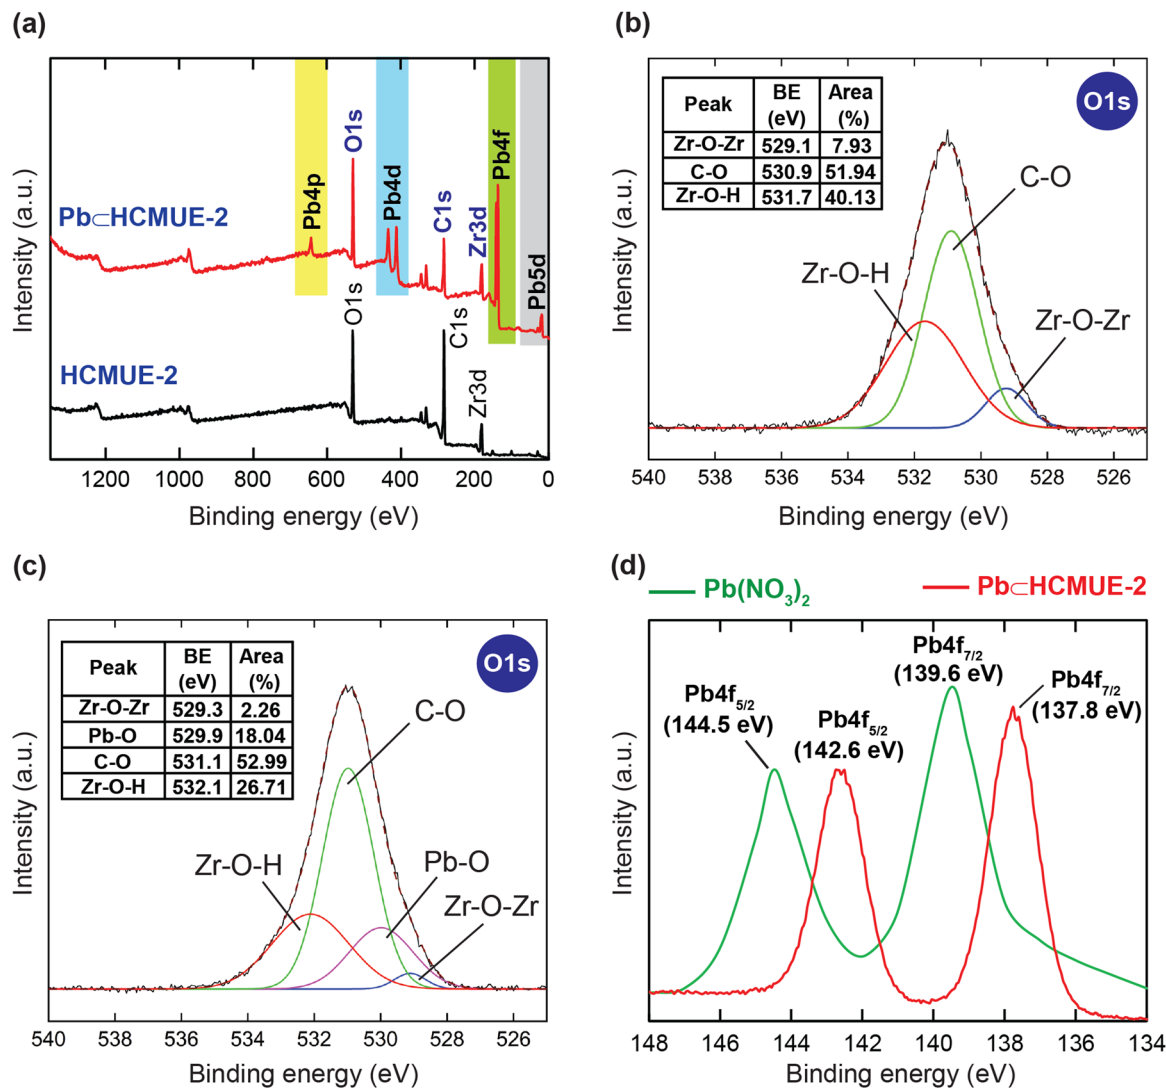 (a)
Intensity (a.u.)
Pb⊂HCMUE-2
HCMUE-2
Pb4p
O1s
Pb4d
C1s
Zr3d
Pb4f
Pb5d
O1s
C1s
Zr3d
1200 1000 800 600 400 200 0
Binding energy (eV)
(b)
Intensity (a.u.)
Peak BE (eV) Area (%)
Zr-O-Zr 529.1 7.93
C-O 530.9 51.94
Zr-O-H 531.7 40.13
O1s
C-O
Zr-O-H
Zr-O-Zr
540 538 536 534 532 530 528 526
Binding energy (eV)
(c)
Intensity (a.u.)
Peak BE (eV) Area (%)
Zr-O-Zr 529.3 2.26
Pb-O 529.9 18.04
C-O 531.1 52.99
Zr-O-H 532.1 26.71
O1s
C-O
Zr-O-H
Pb-O
Zr-O-Zr
540 538 536 534 532 530 528 526
Binding energy (eV)
(d)
Pb(NO₃)₂
Pb⊂HCMUE-2
Intensity (a.u.)
Pb4f5/2
(144.5 eV)
Pb4f5/2
(142.6 eV)
Pb4f7/2
(139.6 eV)
Pb4f7/2
(137.8 eV)
148 146 144 142 140 138 136 134
Binding energy (eV)